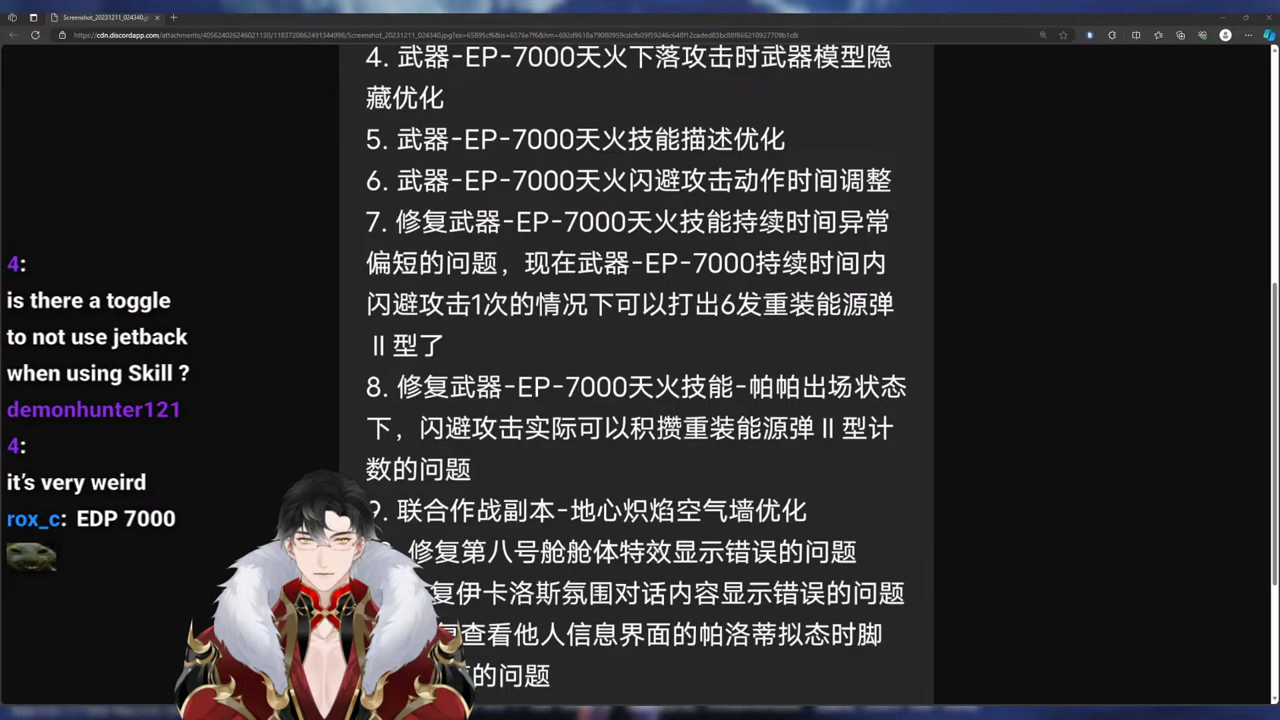 Screenshot_20231211_024340.jpg
4. 武器-EP-7000天火下落攻击时武器模型隐
藏优化
5. 武器-EP-7000天火技能描述优化
6. 武器-EP-7000天火闪避攻击动作时间调整
7. 修复武器-EP-7000天火技能持续时间异常
偏短的问题，现在武器-EP-7000持续时间内
闪避攻击1次的情况下可以打出6发重装能源弹
Ⅱ型了
8. 修复武器-EP-7000天火技能-帕帕出场状态
下，闪避攻击实际可以积攒重装能源弹Ⅱ型计
数的问题
9. 联合作战副本-地心炽焰空气墙优化
修复第八号舱舱体特效显示错误的问题
复伊卡洛斯氛围对话内容显示错误的问题
查看他人信息界面的帕洛蒂拟态时脚
的问题
4:
is there a toggle
to not use jetback
when using Skill ?
demonhunter121
4:
it's very weird
rox_c: EDP 7000